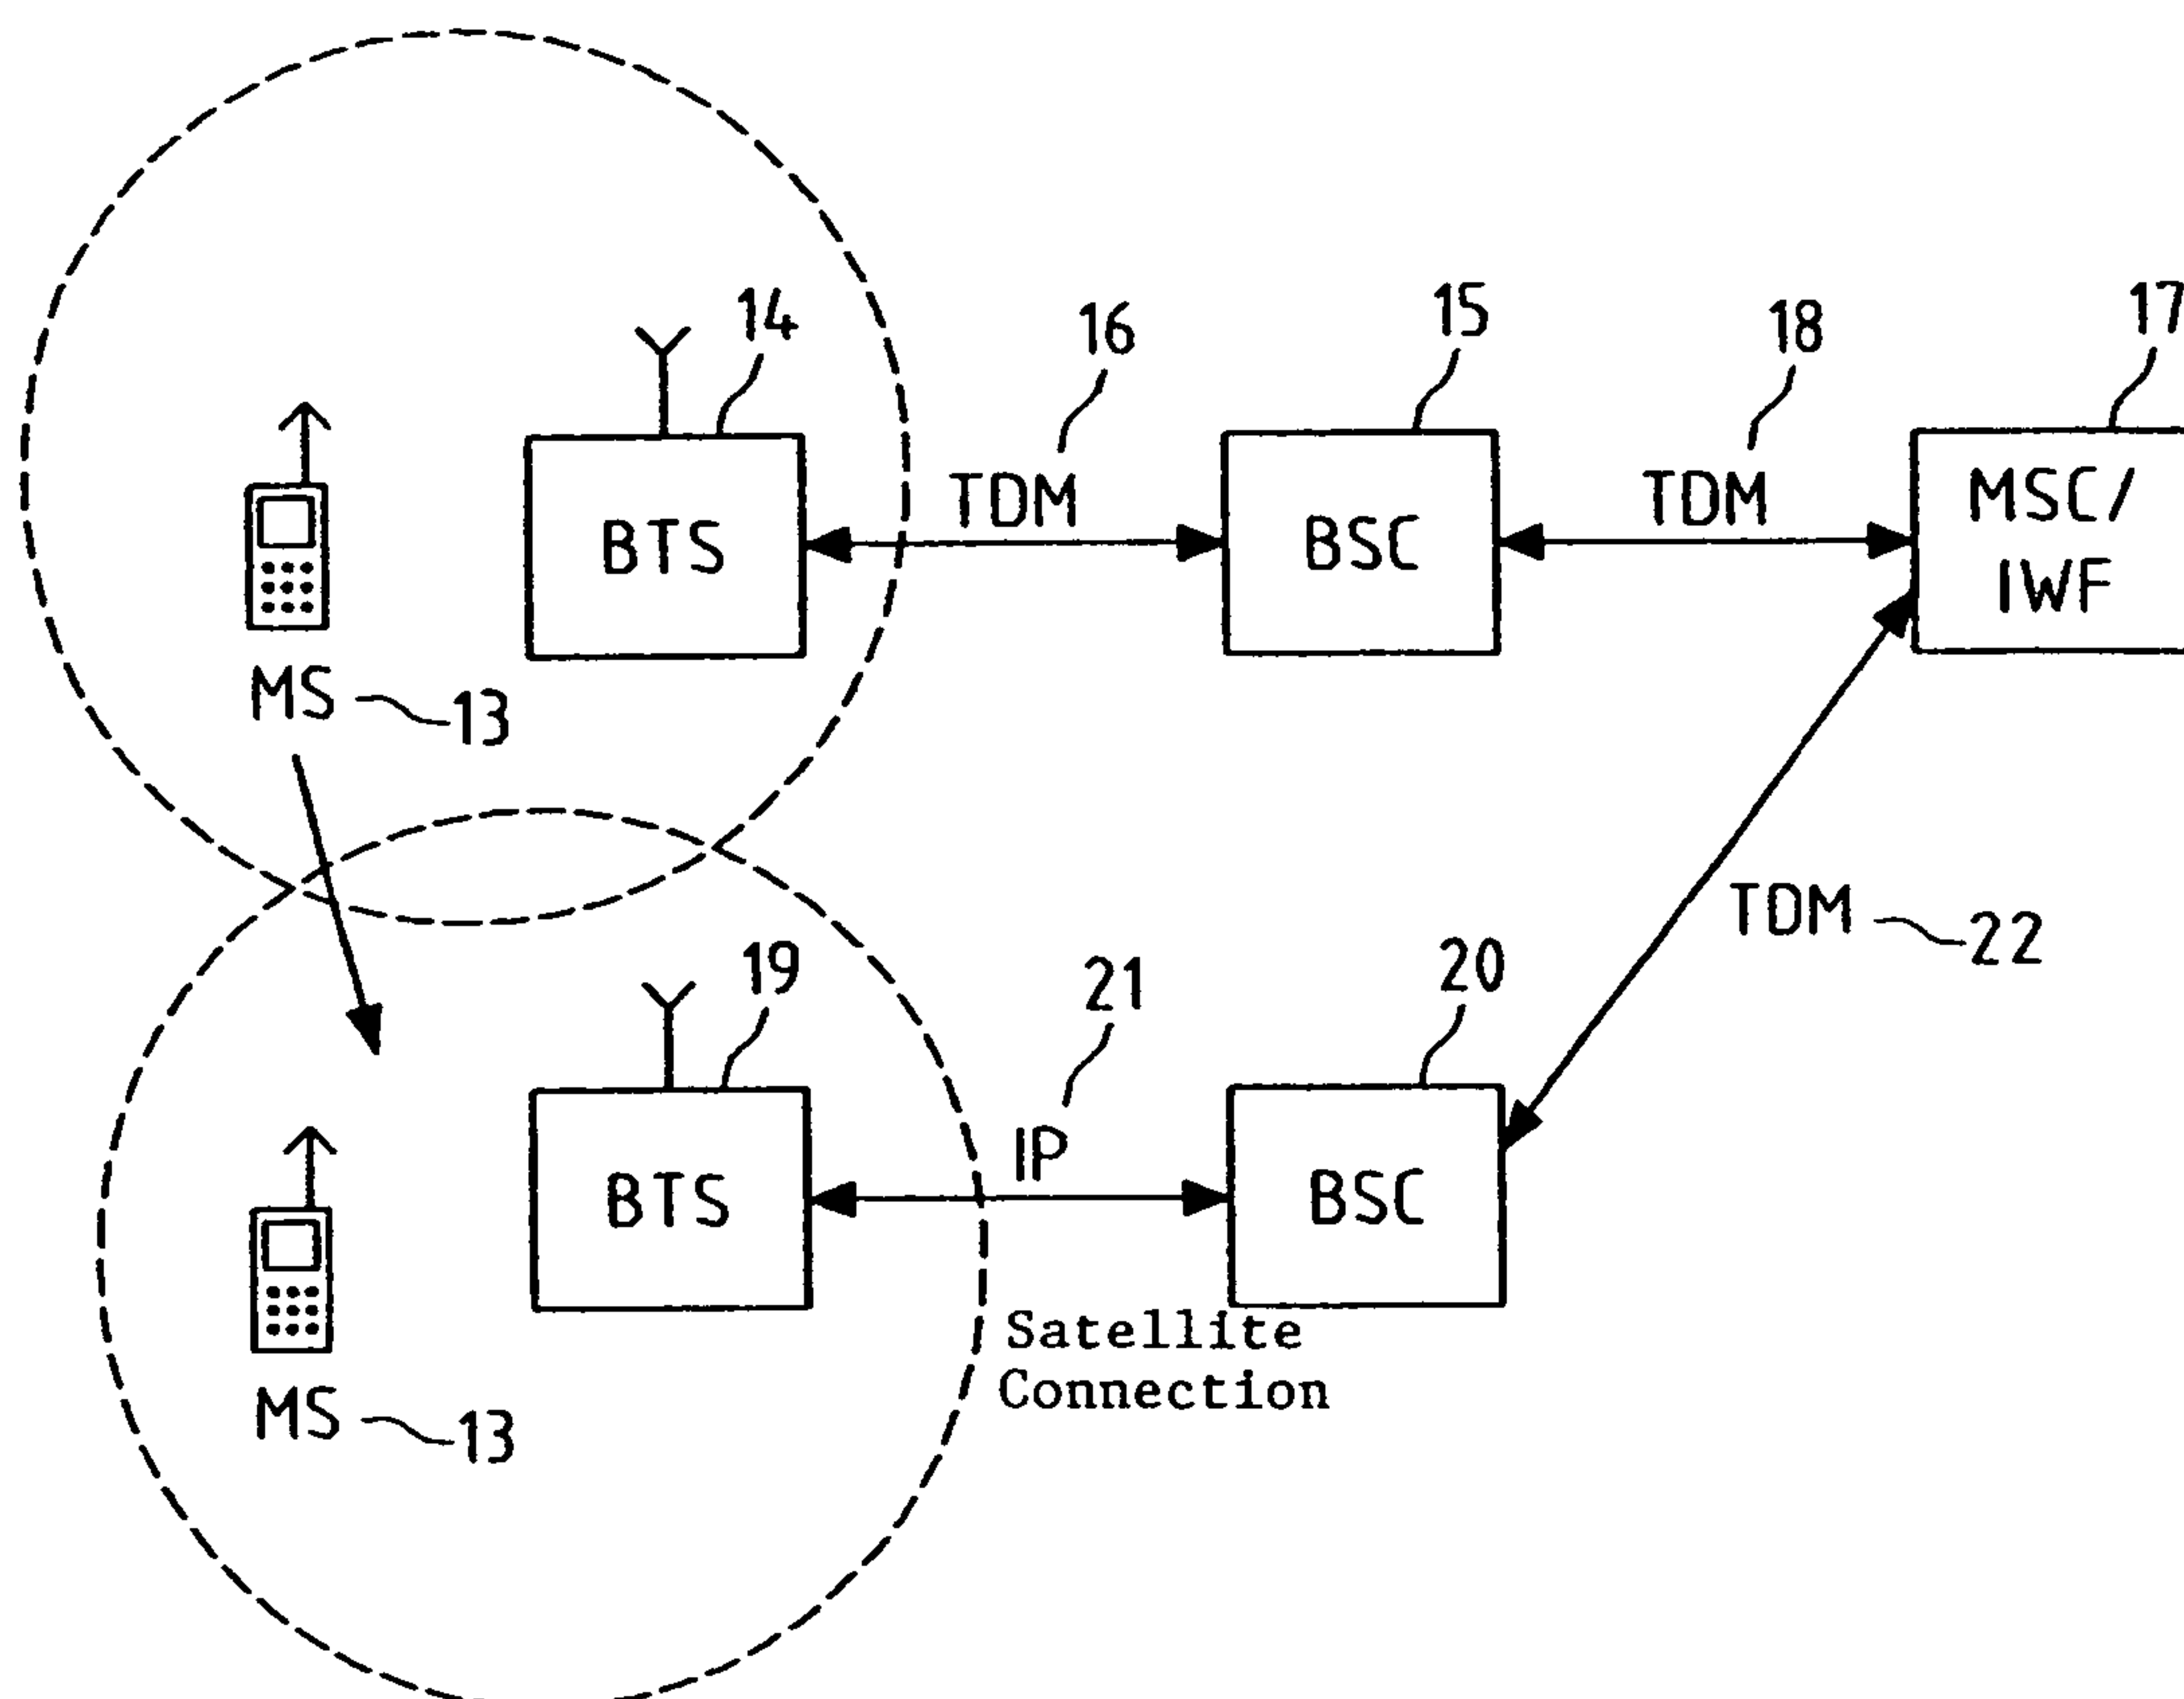 14
16
15
18
17
TDM
TDM
MSC/
IWF
BTS
BSC
MS
13
TDM
22
19
21
20
IP
BTS
BSC
Satellite
Connection
MS
13